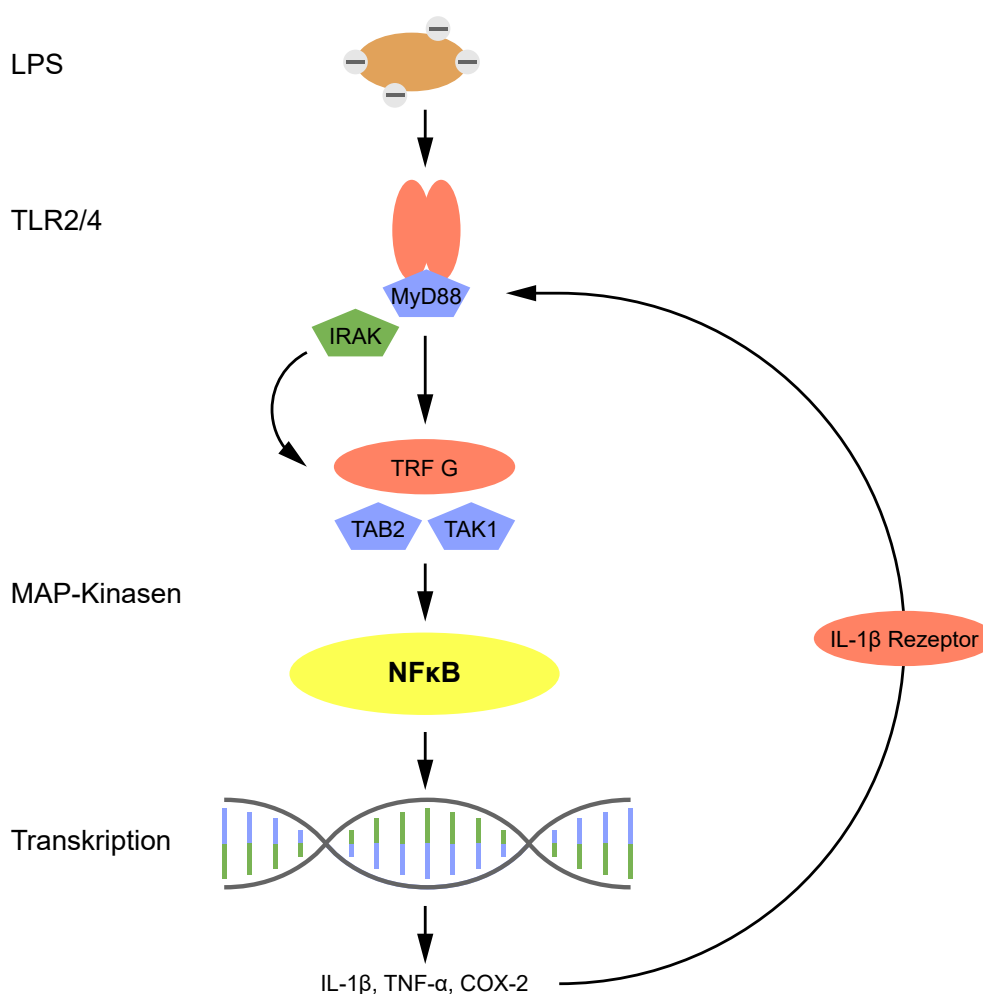 LPS
TLR2/4
MyD88
IRAK
TRF G
TAB2 TAK1
MAP-Kinasen
IL-1β Rezeptor
NFκB
Transkription
IL-1β, TNF-α, COX-2